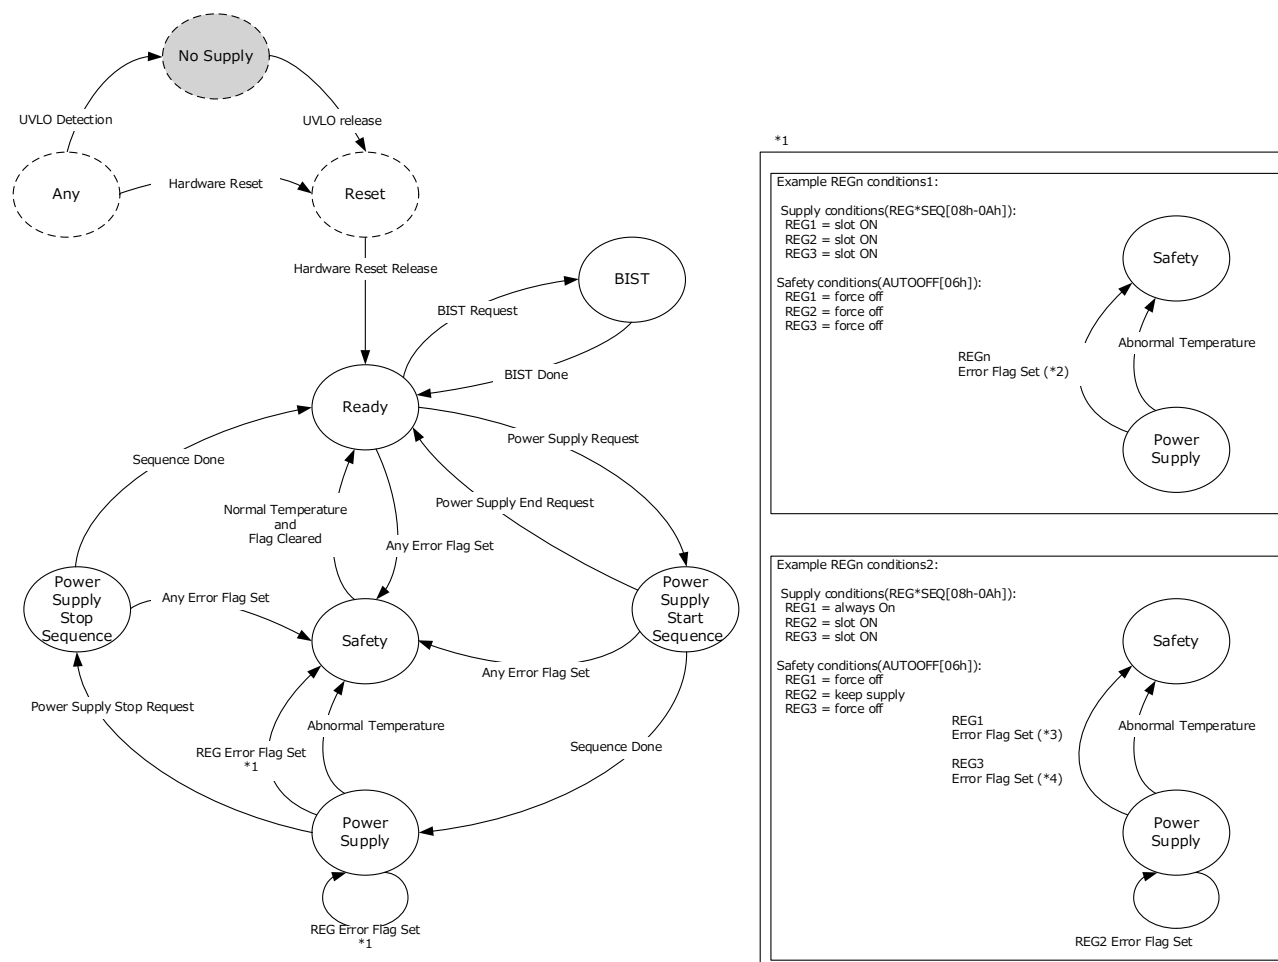 No Supply
UVLO Detection
UVLO release
Any
Hardware Reset
Reset
Hardware Reset Release
BIST
BIST Request
BIST Done
Ready
Power Supply Request
Sequence Done
Power Supply End Request
Normal Temperature
and
Flag Cleared
Any Error Flag Set
Power
Supply
Stop
Sequence
Any Error Flag Set
Safety
Power
Supply
Start
Sequence
Any Error Flag Set
Power Supply Stop Request
Abnormal Temperature
REG Error Flag Set
*1
Sequence Done
Power
Supply
REG Error Flag Set
*1
*1
Example REGn conditions1:
Supply conditions(REG*SEQ[08h-0Ah]):
REG1 = slot ON
REG2 = slot ON
REG3 = slot ON
Safety conditions(AUTOOFF[06h]):
REG1 = force off
REG2 = force off
REG3 = force off
Safety
Abnormal Temperature
REGn
Error Flag Set (*2)
Power
Supply
Example REGn conditions2:
Supply conditions(REG*SEQ[08h-0Ah]):
REG1 = always On
REG2 = slot ON
REG3 = slot ON
Safety conditions(AUTOOFF[06h]):
REG1 = force off
REG2 = keep supply
REG3 = force off
Safety
REG1
Error Flag Set (*3)
Abnormal Temperature
REG3
Error Flag Set (*4)
Power
Supply
REG2 Error Flag Set